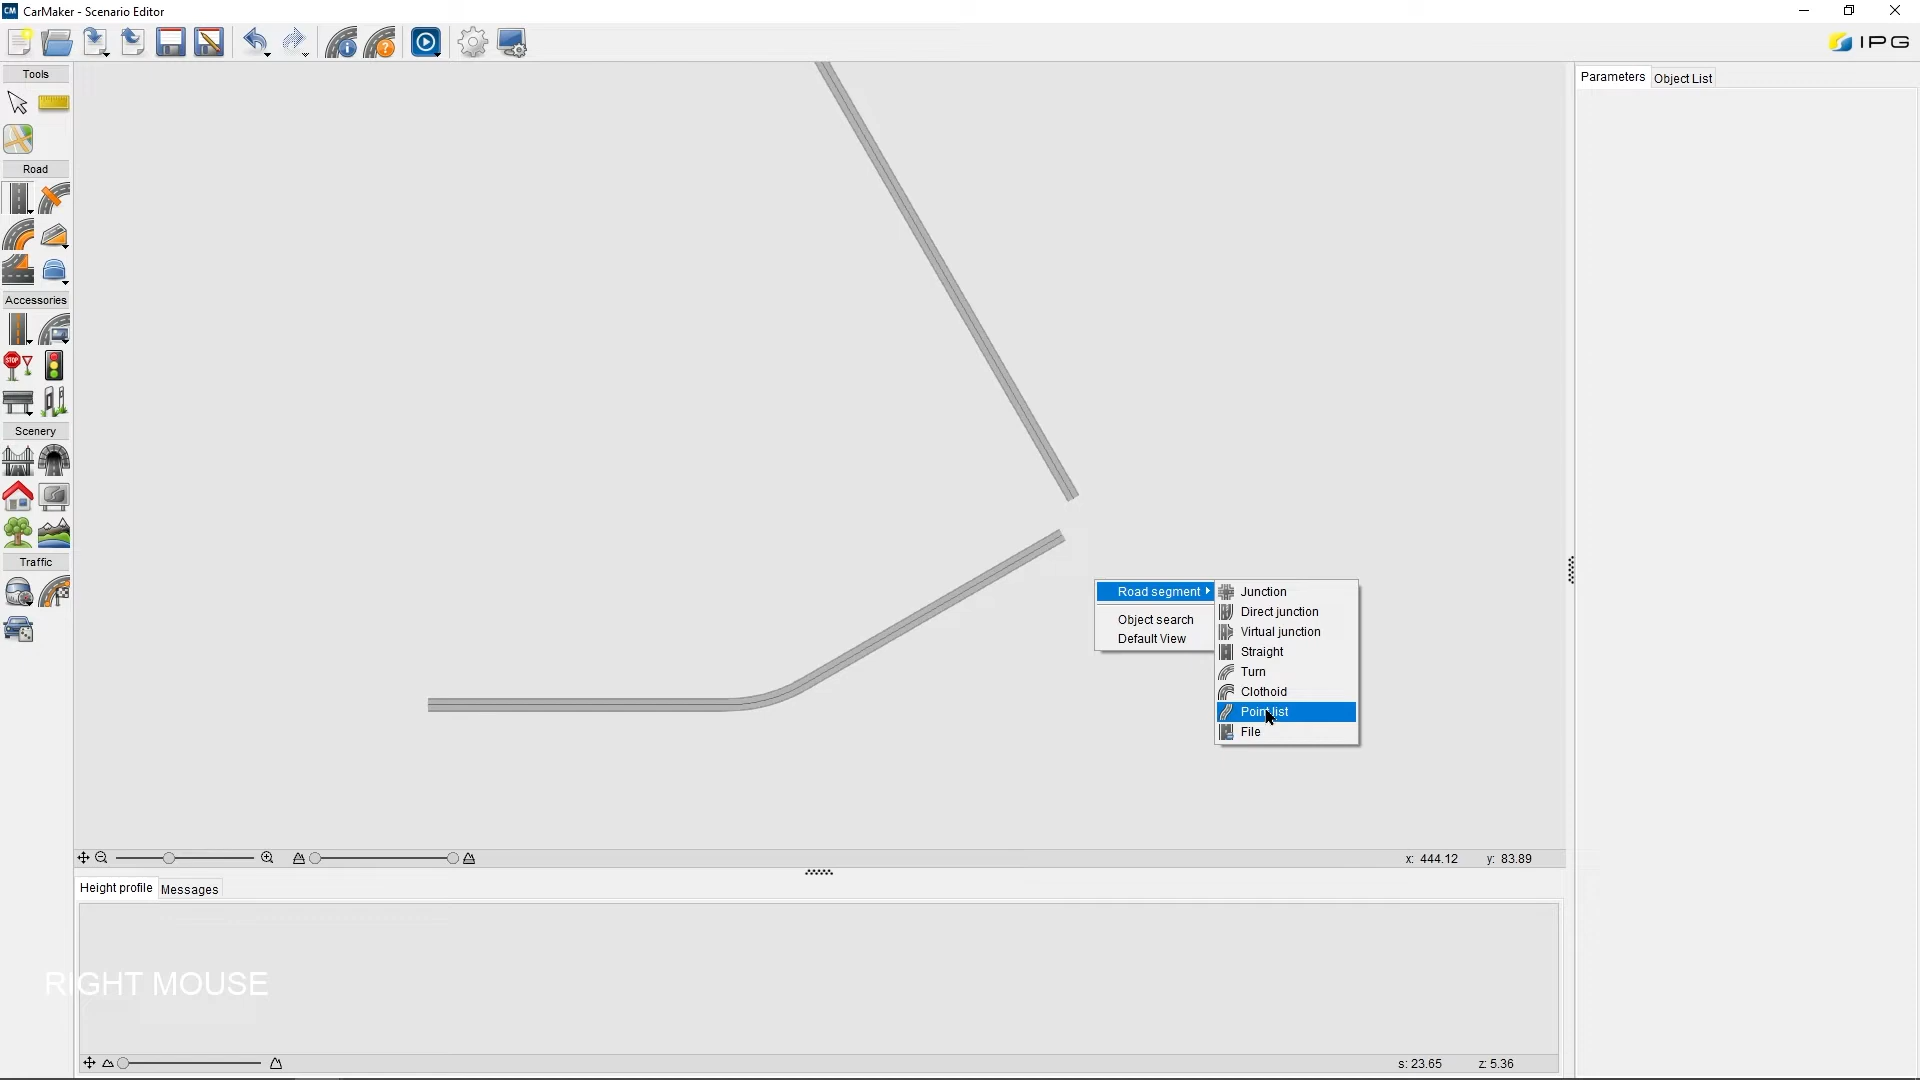 CM CarMaker - Scenario Editor
IPG
Tools
Parameters
Object List
Road
Accessories
STOP
Scenery
Traffic
Road segment
Object search
Default View
Junction
Direct junction
Virtual junction
Straight
Turn
Clothoid
Point list
File
x: 444.12 y: 83.89
Height profile
Messages
RIGHT MOUSE
s: 23.65 z: 5.36